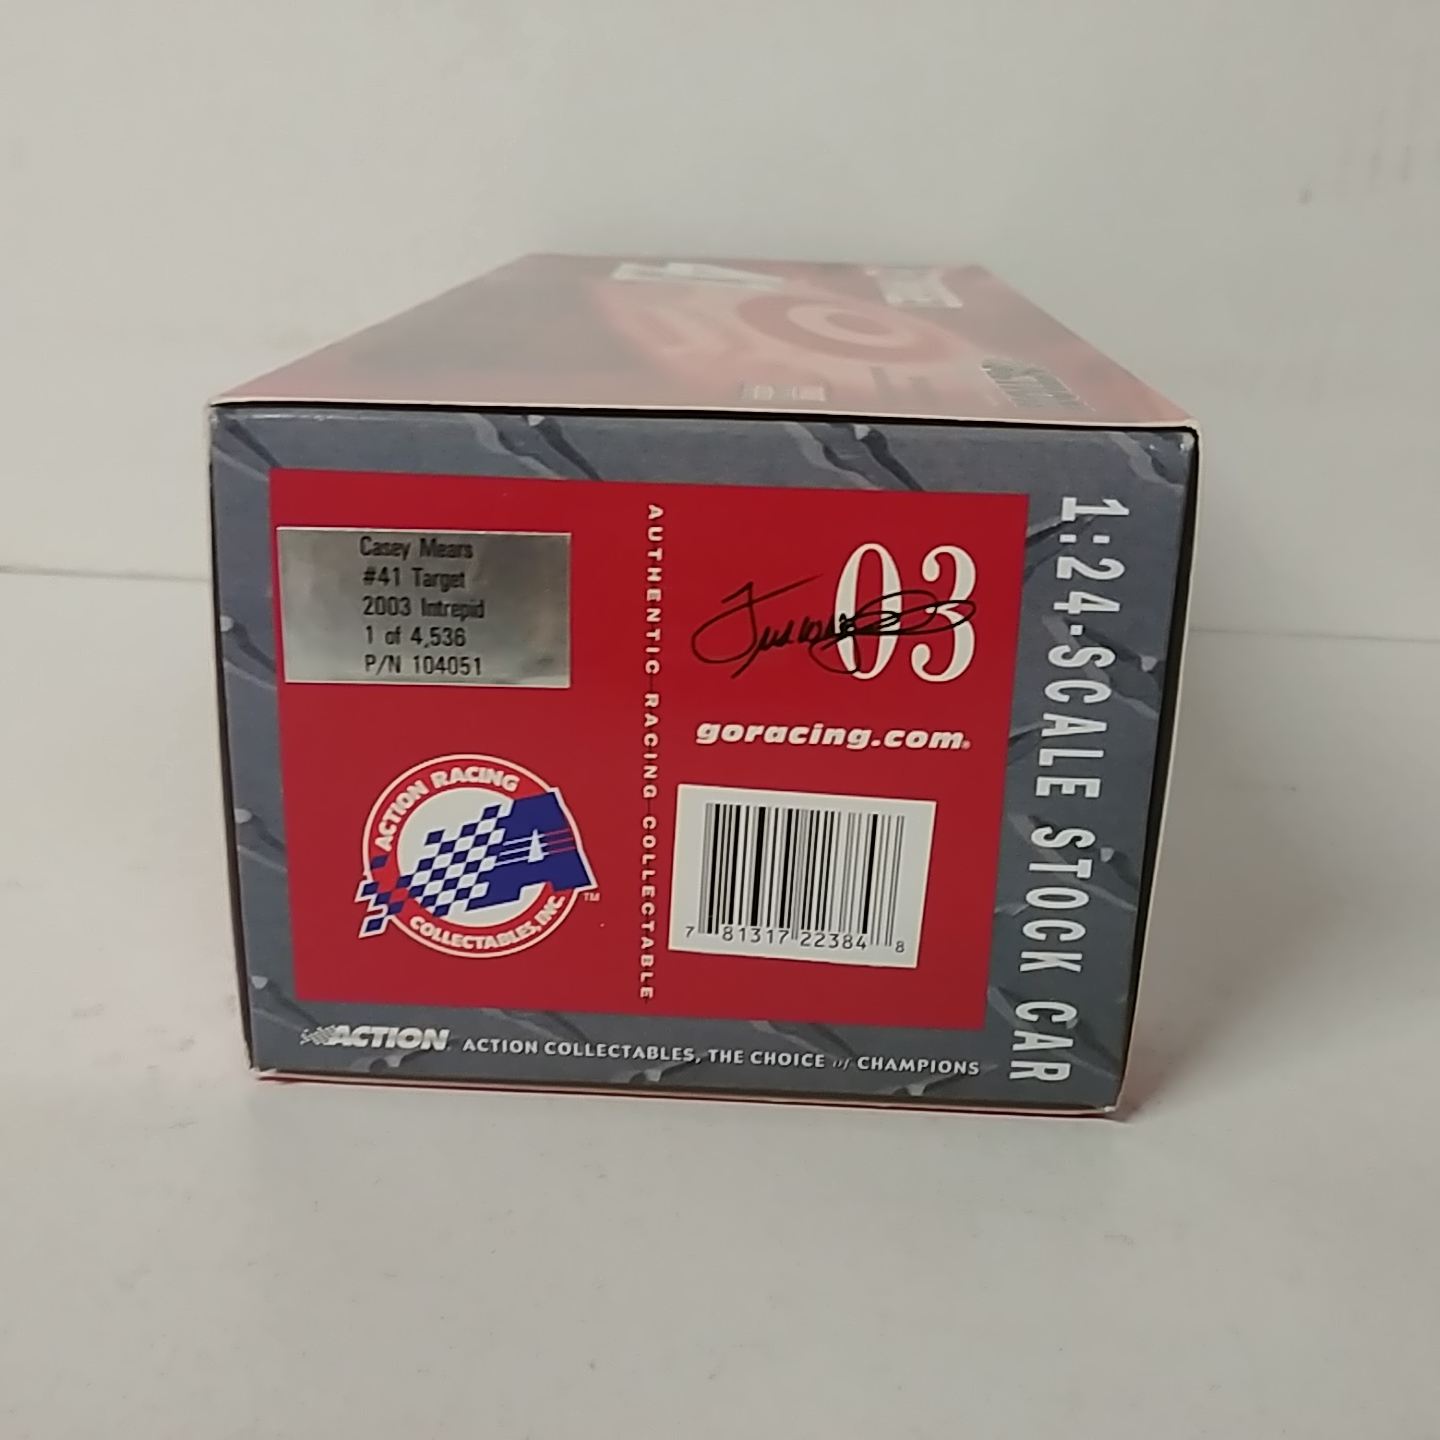 Casey Mears
#41 Target
2003 Intrepid
1 of 4,536
P/N 104051
ACTION RACING
COLLECTABLES, INC.
TM
AUTHENTIC RACING COLLECTABLE
03
goracing.com®
7 81317 22384 8
1:24-SCALE STOCK CAR
ACTION
ACTION COLLECTABLES, THE CHOICE of CHAMPIONS